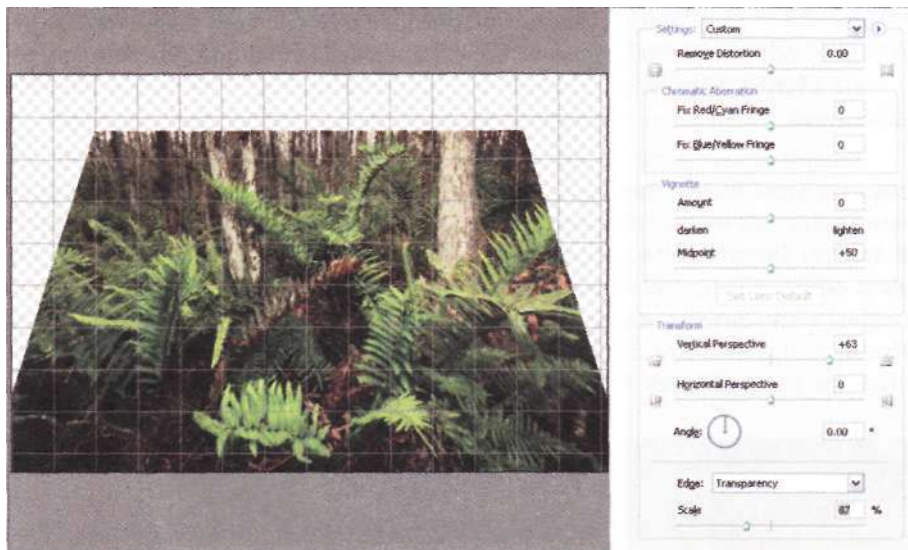 Settings: Custom
Remove Distortion 0.00
Chromatic Aberration
Fix Red/Cyan Fringe 0
Fix Blue/Yellow Fringe 0
Vignette
Amount 0
darken lighten
Midpoint +50
Set Lens Default
Transform
Vertical Perspective +63
Horizontal Perspective 0
Angle: 0.00 °
Edge: Transparency
Scale 87 %